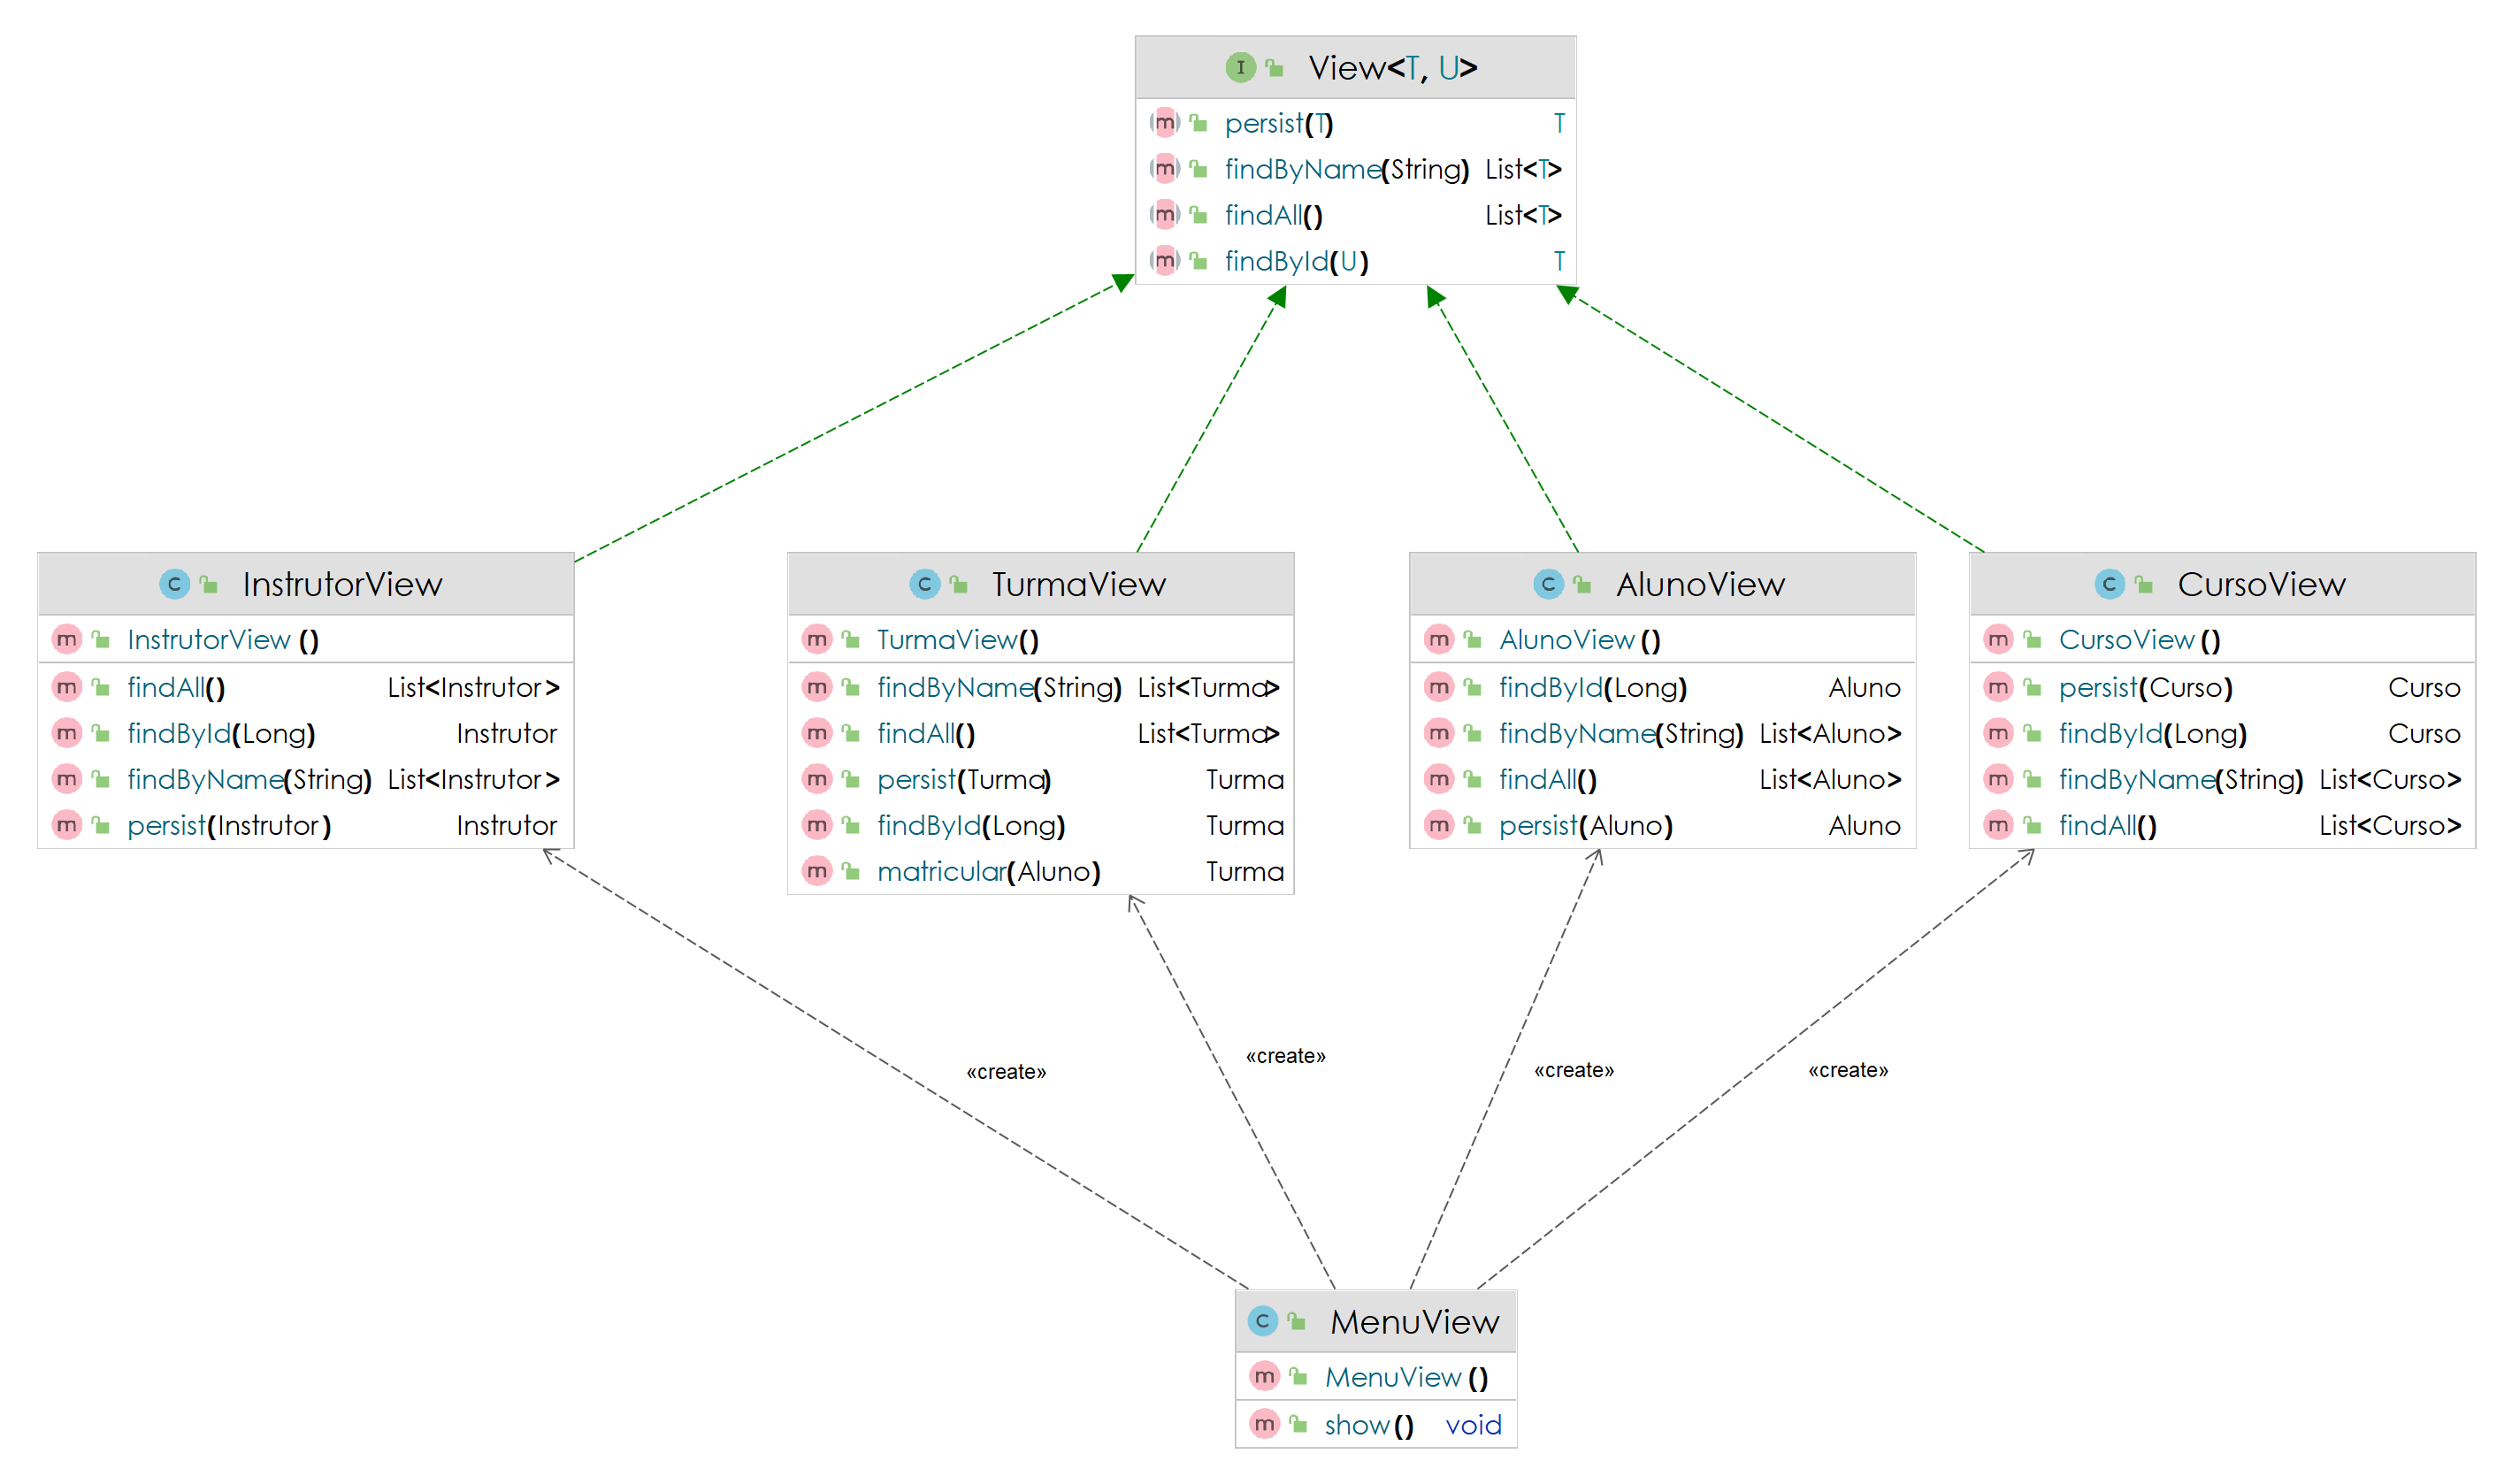 View<T, U>
persist(T) T
findByName(String) List<T>
findAll() List<T>
findById(U) T
InstrutorView ()
InstrutorView
findAll() List<Instrutor>
findById(Long) Instrutor
findByName(String) List<Instrutor>
persist(Instrutor) Instrutor
TurmaView
TurmaView()
findByName(String) List<Turma>
findAll() List<Turma>
persist(Turma) Turma
findById(Long) Turma
matricular(Aluno) Turma
AlunoView
AlunoView ()
findById(Long) Aluno
findByName(String) List<Aluno>
findAll() List<Aluno>
persist(Aluno) Aluno
CursoView
CursoView ()
persist(Curso) Curso
findById(Long) Curso
findByName(String) List<Curso>
findAll() List<Curso>
«create»
«create»
«create»
«create»
MenuView
MenuView ()
show() void